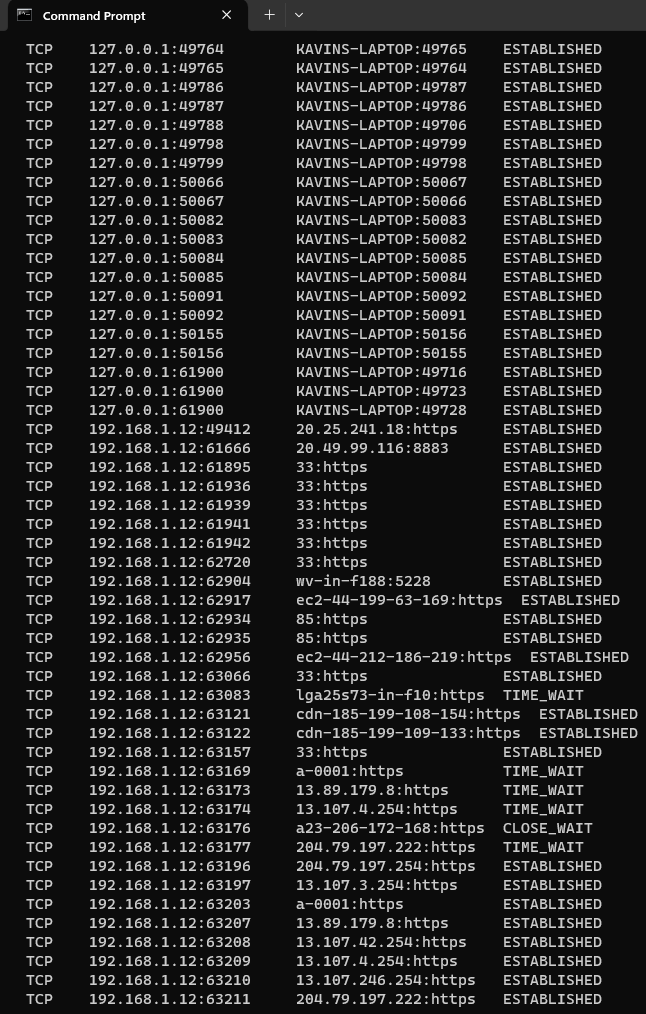 Command Prompt
TCP 127.0.0.1:49764 KAVINS-LAPTOP:49765 ESTABLISHED
TCP 127.0.0.1:49765 KAVINS-LAPTOP:49764 ESTABLISHED
TCP 127.0.0.1:49786 KAVINS-LAPTOP:49787 ESTABLISHED
TCP 127.0.0.1:49787 KAVINS-LAPTOP:49786 ESTABLISHED
TCP 127.0.0.1:49788 KAVINS-LAPTOP:49706 ESTABLISHED
TCP 127.0.0.1:49798 KAVINS-LAPTOP:49799 ESTABLISHED
TCP 127.0.0.1:49799 KAVINS-LAPTOP:49798 ESTABLISHED
TCP 127.0.0.1:50066 KAVINS-LAPTOP:50067 ESTABLISHED
TCP 127.0.0.1:50067 KAVINS-LAPTOP:50066 ESTABLISHED
TCP 127.0.0.1:50082 KAVINS-LAPTOP:50083 ESTABLISHED
TCP 127.0.0.1:50083 KAVINS-LAPTOP:50082 ESTABLISHED
TCP 127.0.0.1:50084 KAVINS-LAPTOP:50085 ESTABLISHED
TCP 127.0.0.1:50085 KAVINS-LAPTOP:50084 ESTABLISHED
TCP 127.0.0.1:50091 KAVINS-LAPTOP:50092 ESTABLISHED
TCP 127.0.0.1:50092 KAVINS-LAPTOP:50091 ESTABLISHED
TCP 127.0.0.1:50155 KAVINS-LAPTOP:50156 ESTABLISHED
TCP 127.0.0.1:50156 KAVINS-LAPTOP:50155 ESTABLISHED
TCP 127.0.0.1:61900 KAVINS-LAPTOP:49716 ESTABLISHED
TCP 127.0.0.1:61900 KAVINS-LAPTOP:49723 ESTABLISHED
TCP 127.0.0.1:61900 KAVINS-LAPTOP:49728 ESTABLISHED
TCP 192.168.1.12:49412 20.25.241.18:https ESTABLISHED
TCP 192.168.1.12:61666 20.49.99.116:8883 ESTABLISHED
TCP 192.168.1.12:61895 33:https ESTABLISHED
TCP 192.168.1.12:61936 33:https ESTABLISHED
TCP 192.168.1.12:61939 33:https ESTABLISHED
TCP 192.168.1.12:61941 33:https ESTABLISHED
TCP 192.168.1.12:61942 33:https ESTABLISHED
TCP 192.168.1.12:62720 33:https ESTABLISHED
TCP 192.168.1.12:62904 wv-in-f188:5228 ESTABLISHED
TCP 192.168.1.12:62917 ec2-44-199-63-169:https ESTABLISHED
TCP 192.168.1.12:62934 85:https ESTABLISHED
TCP 192.168.1.12:62935 85:https ESTABLISHED
TCP 192.168.1.12:62956 ec2-44-212-186-219:https ESTABLISHED
TCP 192.168.1.12:63066 33:https ESTABLISHED
TCP 192.168.1.12:63083 lga25s73-in-f10:https TIME_WAIT
TCP 192.168.1.12:63121 cdn-185-199-108-154:https ESTABLISHED
TCP 192.168.1.12:63122 cdn-185-199-109-133:https ESTABLISHED
TCP 192.168.1.12:63157 33:https ESTABLISHED
TCP 192.168.1.12:63169 a-0001:https TIME_WAIT
TCP 192.168.1.12:63173 13.89.179.8:https TIME_WAIT
TCP 192.168.1.12:63174 13.107.4.254:https TIME_WAIT
TCP 192.168.1.12:63176 a23-206-172-168:https CLOSE_WAIT
TCP 192.168.1.12:63177 204.79.197.222:https TIME_WAIT
TCP 192.168.1.12:63196 204.79.197.254:https ESTABLISHED
TCP 192.168.1.12:63197 13.107.3.254:https ESTABLISHED
TCP 192.168.1.12:63203 a-0001:https ESTABLISHED
TCP 192.168.1.12:63207 13.89.179.8:https ESTABLISHED
TCP 192.168.1.12:63208 13.107.42.254:https ESTABLISHED
TCP 192.168.1.12:63209 13.107.4.254:https ESTABLISHED
TCP 192.168.1.12:63210 13.107.246.254:https ESTABLISHED
TCP 192.168.1.12:63211 204.79.197.222:https ESTABLISHED